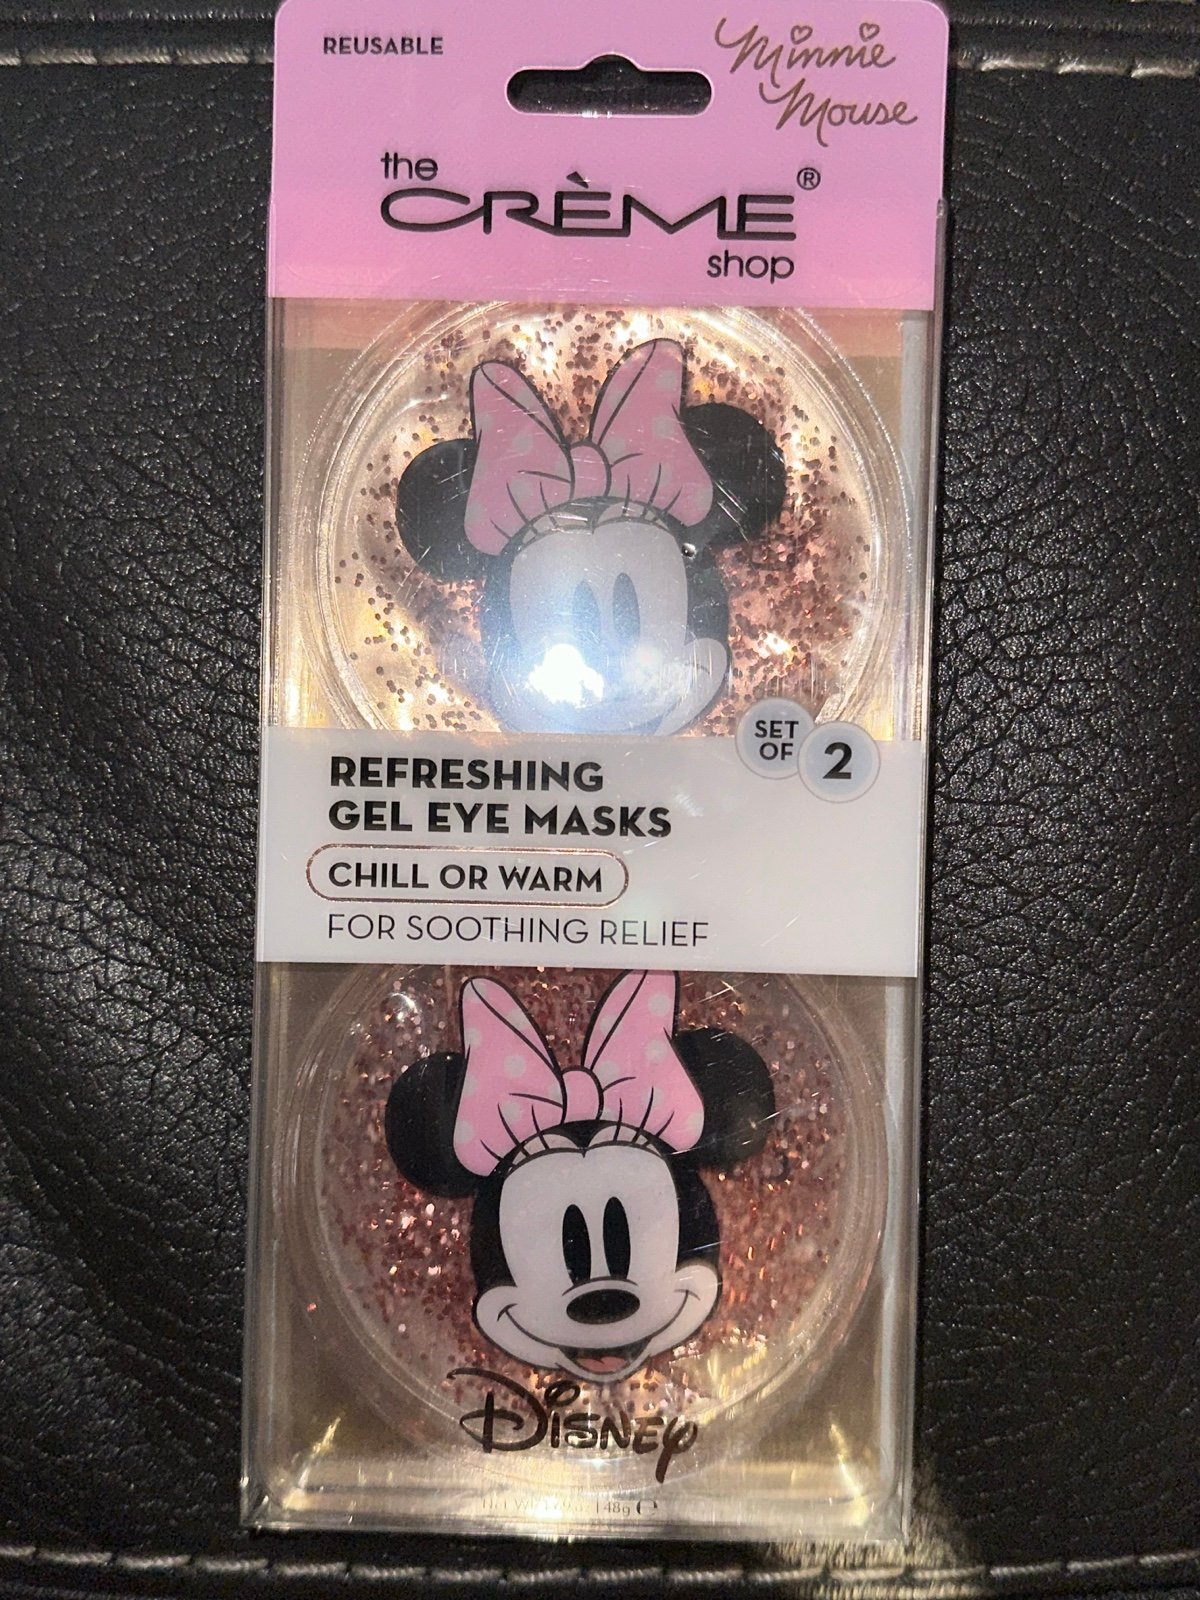 REUSABLE
Minnie
Mouse
the
CRÈME®
shop
SET
OF 2
REFRESHING
GEL EYE MASKS
CHILL OR WARM
FOR SOOTHING RELIEF
Disney
48g ℮